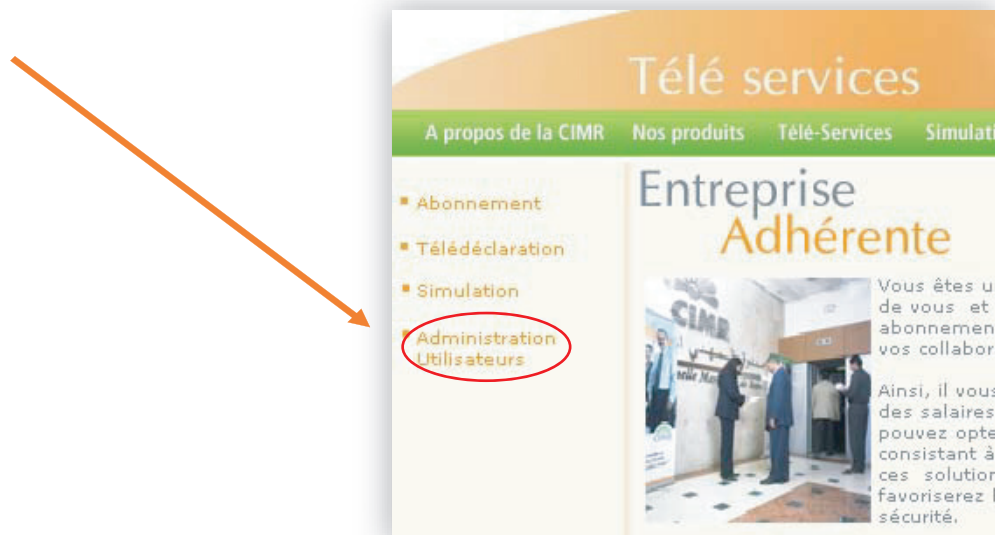 Télé services
A propos de la CIMR Nos produits Télé-Services Simulati
Abonnement
Télédéclaration
Simulation
Administration
Utilisateurs
Entreprise
Adhérente
CIMR
Vous êtes u
de vous et
abonnemen
vos collabor
Ainsi, il vous
des salaires
pouvez opte
consistant à
ces solution
favoriserez l
sécurité.